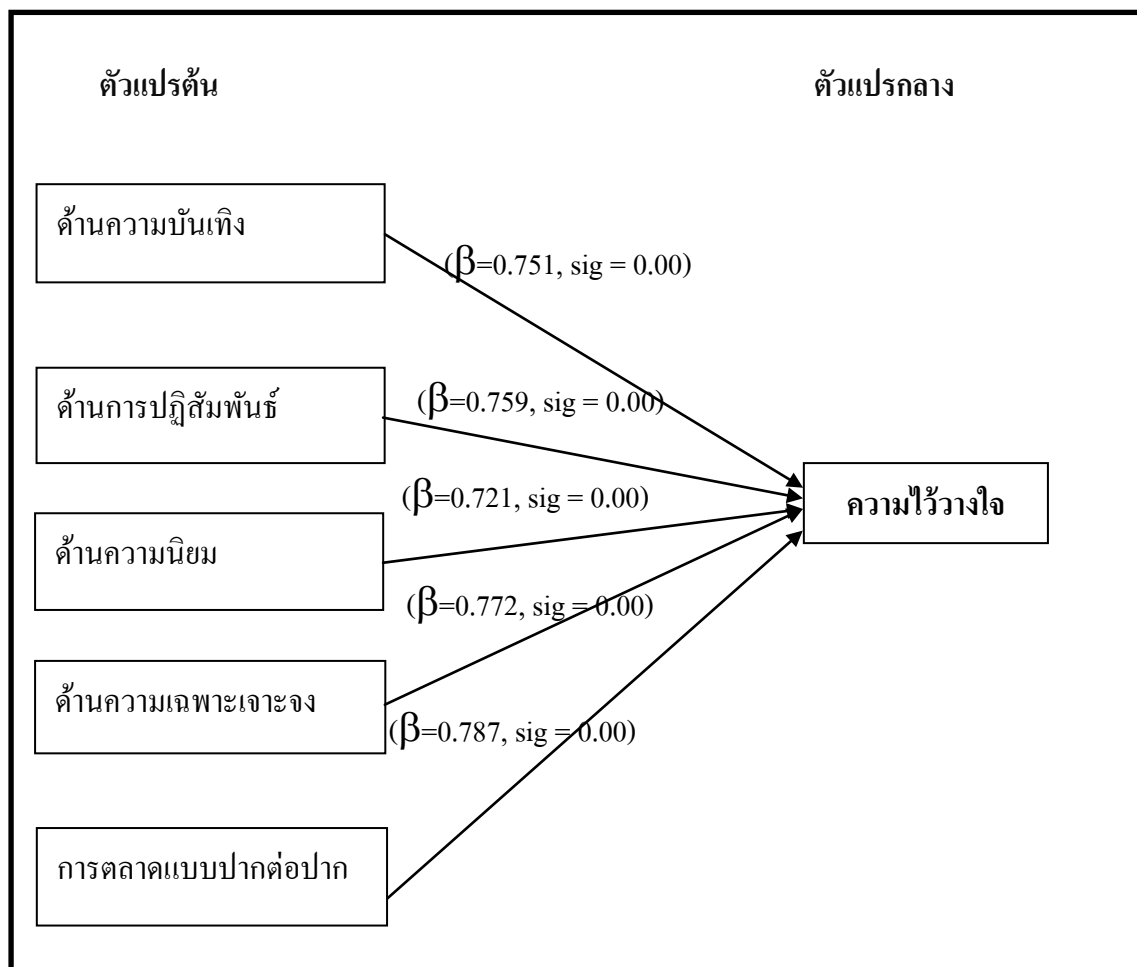 ตัวแปรต้น
ตัวแปรกลาง
ด้านความบันเทิง
(β=0.751, sig = 0.00)
ด้านการปฏิสัมพันธ์
(β=0.759, sig = 0.00)
ด้านความนิยม
(β=0.721, sig = 0.00)
ความไว้วางใจ
ด้านความเฉพาะเจาะจง
(β=0.772, sig = 0.00)
การตลาดแบบปากต่อปาก
(β=0.787, sig = 0.00)